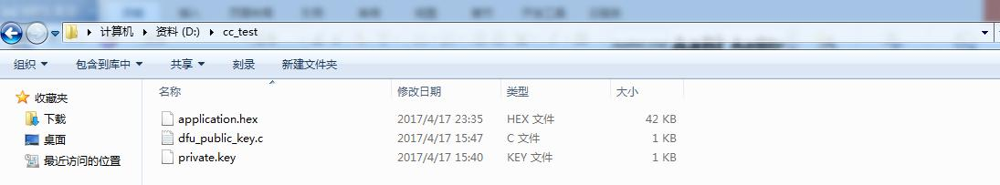 计算机 资料 (D:) cc_test
组织 包含到库中 共享 刻录 新建文件夹
收藏夹
下载
桌面
最近访问的位置
名称 修改日期 类型 大小
application.hex 2017/4/17 23:35 HEX 文件 42 KB
dfu_public_key.c 2017/4/17 15:47 C 文件 1 KB
private.key 2017/4/17 15:40 KEY 文件 1 KB